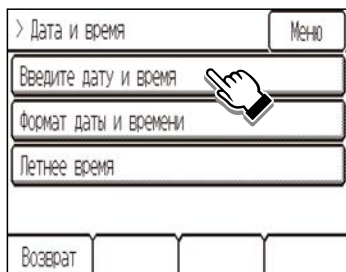 > Дата и время
Меню
Введите дату и время
Формат даты и времени
Летнее время
Возврат